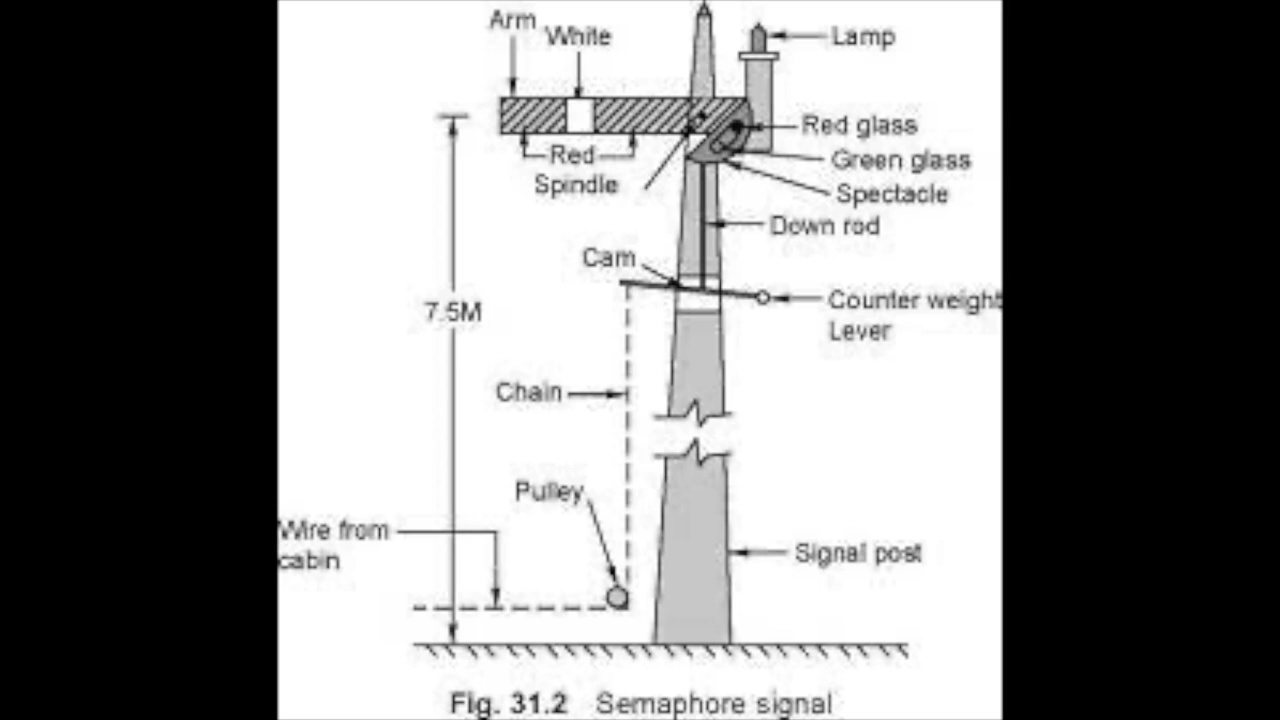 Arm
White
Lamp
Red glass
Red
Green glass
Spindle
Spectacle
Down rod
Cam
Counter weight
Lever
7.5M
Chain
Pulley
Wire from
cabin
Signal post
Fig. 31.2 Semaphore signal